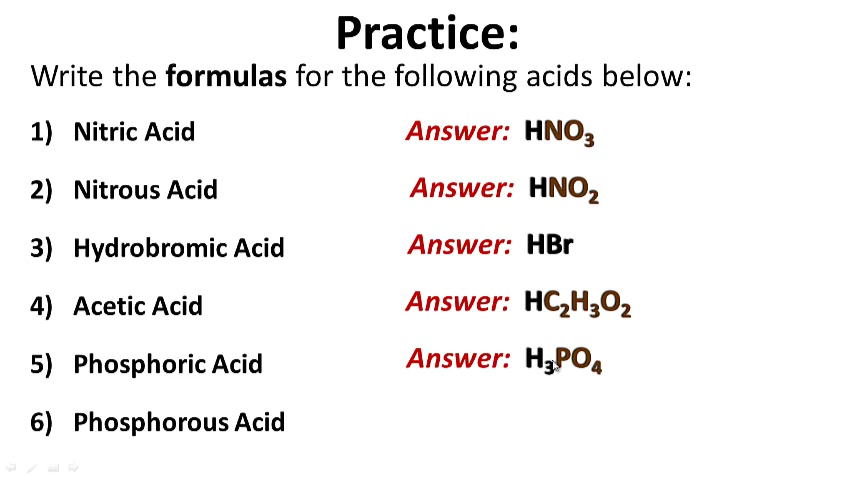 Practice:
Write the formulas for the following acids below:
1) Nitric Acid Answer: HNO₃
2) Nitrous Acid Answer: HNO₂
3) Hydrobromic Acid Answer: HBr
4) Acetic Acid Answer: HC₂H₃O₂
5) Phosphoric Acid Answer: H₃PO₄
6) Phosphorous Acid